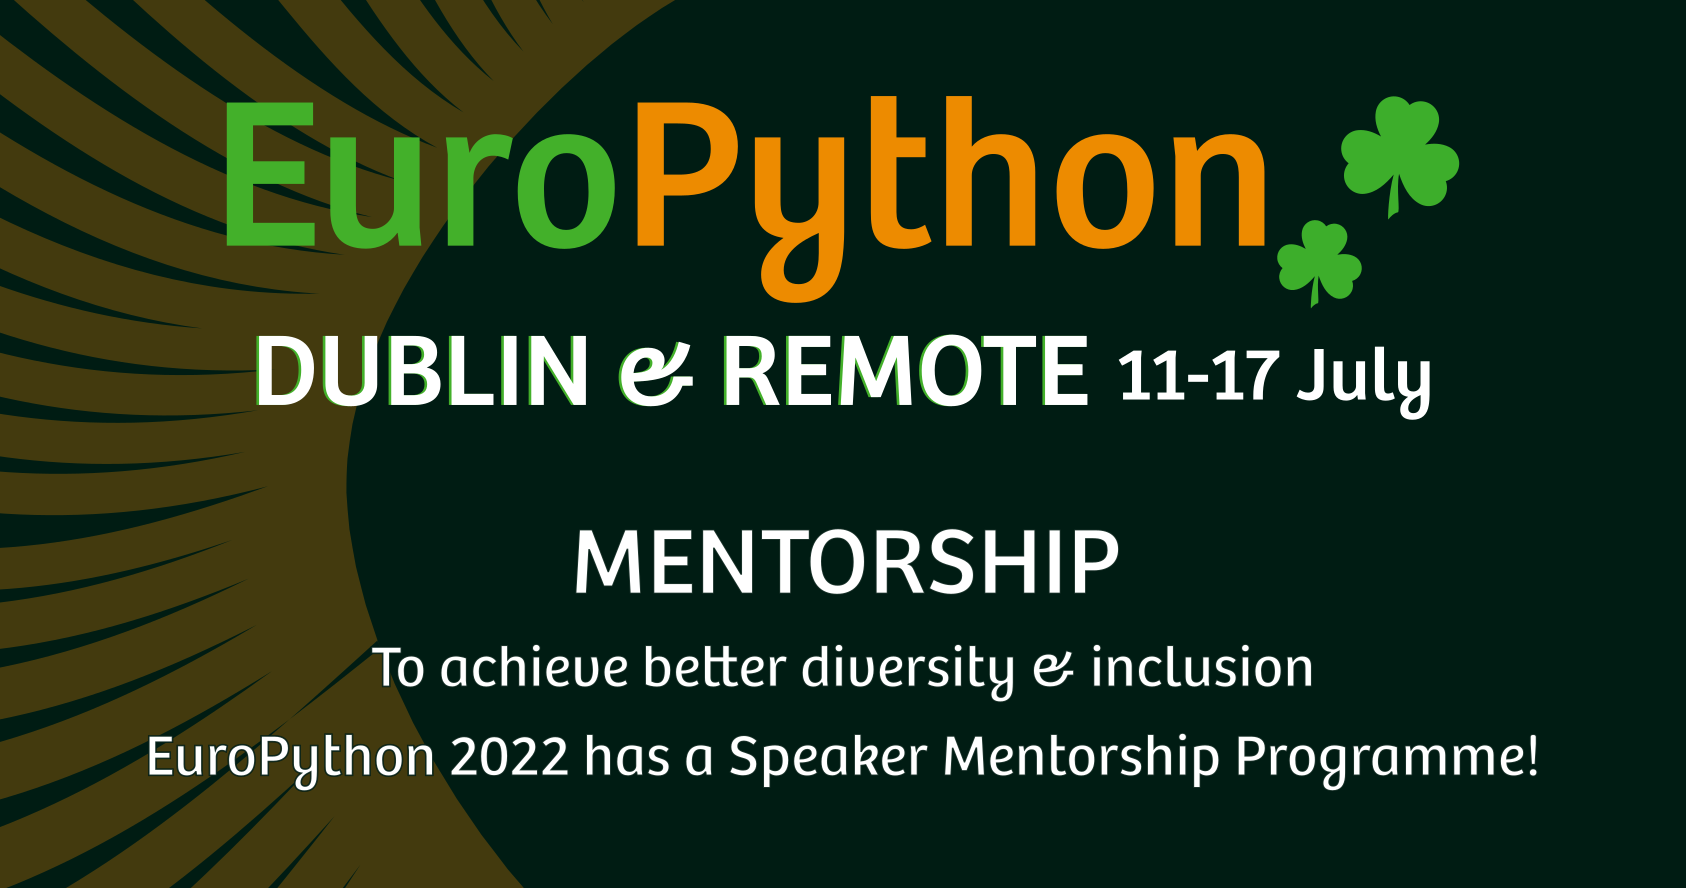 EuroPython
DUBLIN & REMOTE 11-17 July
MENTORSHIP
To achieve better diversity & inclusion
EuroPython 2022 has a Speaker Mentorship Programme!